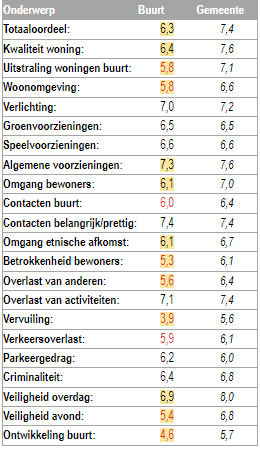 Onderwerp Buurt Gemeente
Totaaloordeel: 6,3 7,4
Kwaliteit woning: 6,4 7,6
Uitstraling woningen buurt: 5,8 7,1
Woonomgeving: 5,8 6,6
Verlichting: 7,0 7,2
Groenvoorzieningen: 6,5 6,5
Speelvoorzieningen: 6,6 6,6
Algemene voorzieningen: 7,3 7,6
Omgang bewoners: 6,1 7,0
Contacten buurt: 6,0 6,4
Contacten belangrijk/prettig: 7,4 7,4
Omgang etnische afkomst: 6,1 6,7
Betrokkenheid bewoners: 5,3 6,1
Overlast van anderen: 5,6 6,4
Overlast van activiteiten: 7,1 7,4
Vervuiling: 3,9 5,6
Verkeersoverlast: 5,9 6,1
Parkeergedrag: 6,2 6,0
Criminaliteit: 6,4 6,8
Veiligheid overdag: 6,9 8,0
Veiligheid avond: 5,4 6,8
Ontwikkeling buurt: 4,6 5,7